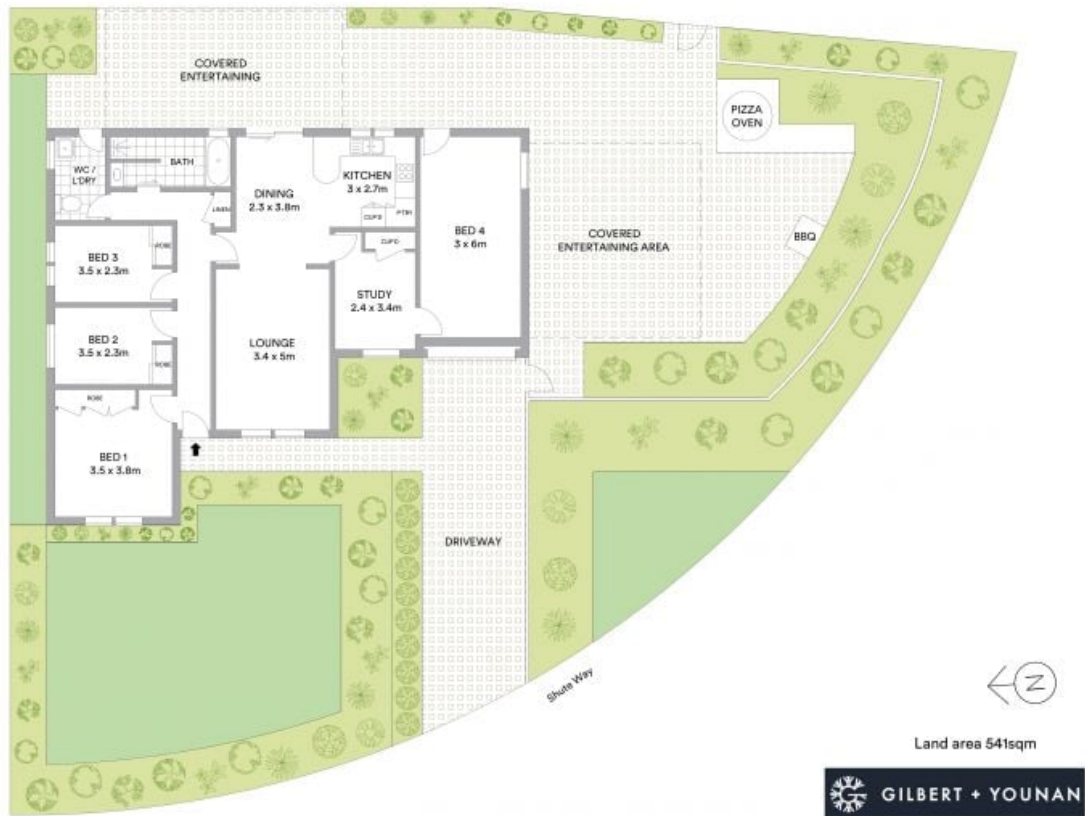 COVERED
ENTERTAINING
PIZZA
OVEN
WC /
L'DRY
BATH
LINEN
DINING
2.3 x 3.8m
KITCHEN
3 x 2.7m
CUP'D
PTRY
BED 4
3 x 6m
COVERED
ENTERTAINING AREA
BBQ
BED 3
3.5 x 2.3m
ROBE
CUP'D
STUDY
2.4 x 3.4m
BED 2
3.5 x 2.3m
ROBE
LOUNGE
3.4 x 5m
ROBE
BED 1
3.5 x 3.8m
DRIVEWAY
Shute Way
Z
Land area 541sqm
GILBERT + YOUNAN